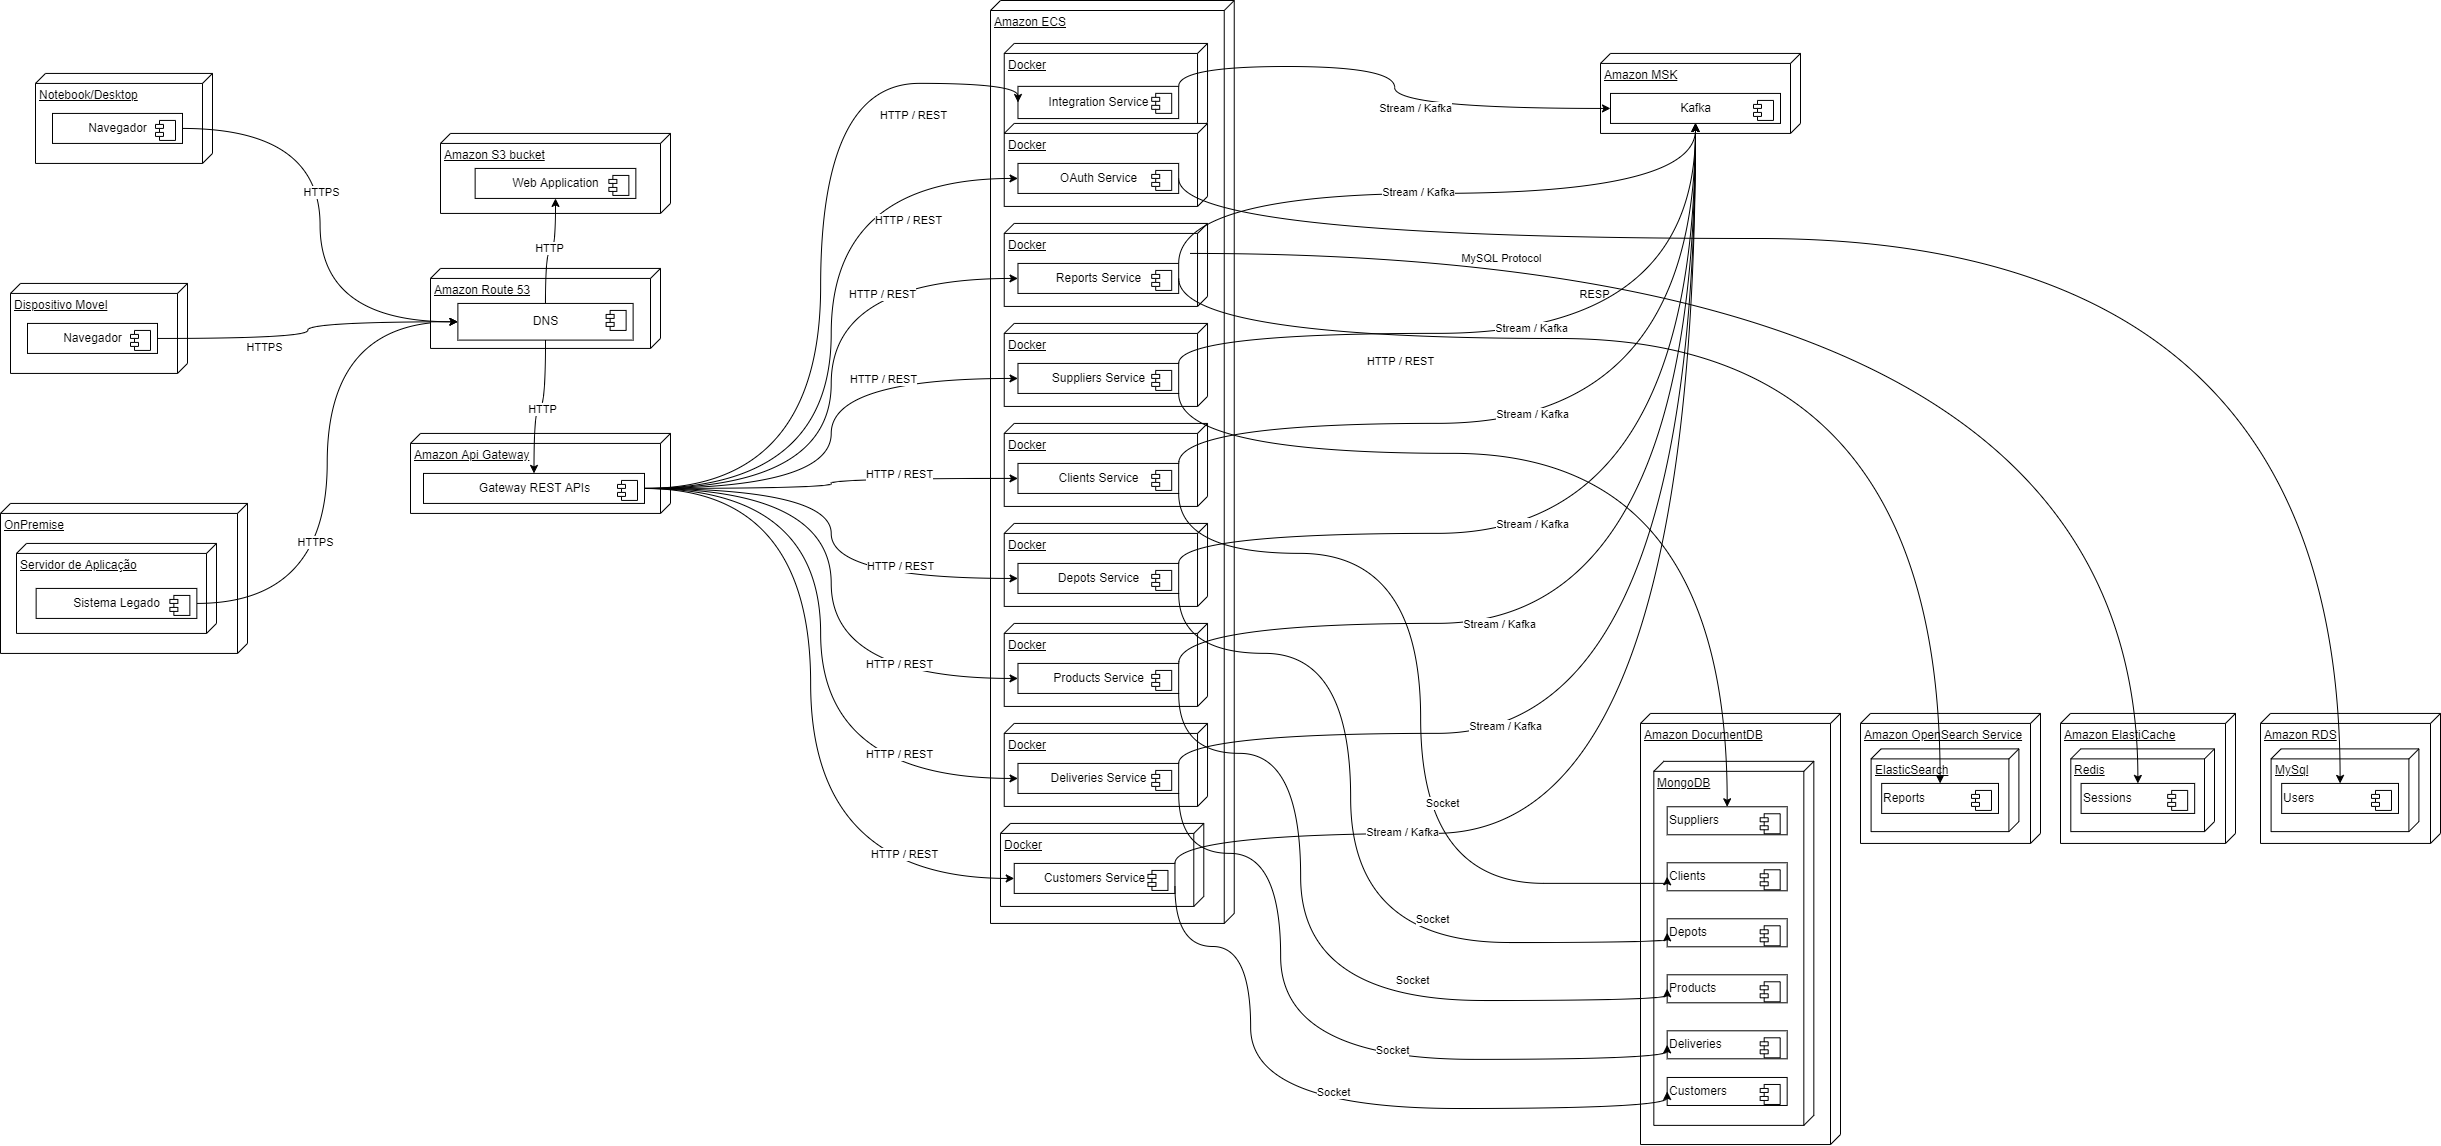 Notebook/Desktop
Navegador
HTTPS
Dispositivo Movel
Navegador
HTTPS
OnPremise
Servidor de Aplicação
Sistema Legado
HTTPS
Amazon S3 bucket
Web Application
HTTP
Amazon Route 53
DNS
HTTP
Amazon Api Gateway
Gateway REST APIs
HTTP / REST
HTTP / REST
HTTP / REST
HTTP / REST
HTTP / REST
HTTP / REST
HTTP / REST
HTTP / REST
HTTP / REST
Amazon ECS
Docker
Integration Service
Docker
OAuth Service
Docker
Reports Service
Docker
Suppliers Service
Docker
Clients Service
Docker
Depots Service
Docker
Products Service
Docker
Deliveries Service
Docker
Customers Service
Stream / Kafka
Stream / Kafka
MySQL Protocol
RESP
Stream / Kafka
HTTP / REST
Stream / Kafka
Stream / Kafka
Stream / Kafka
Stream / Kafka
Socket
Stream / Kafka
Socket
Socket
Socket
Socket
Amazon MSK
Kafka
Amazon DocumentDB
MongoDB
Suppliers
Clients
Depots
Products
Deliveries
Customers
Amazon OpenSearch Service
ElasticSearch
Reports
Amazon ElastiCache
Redis
Sessions
Amazon RDS
MySql
Users